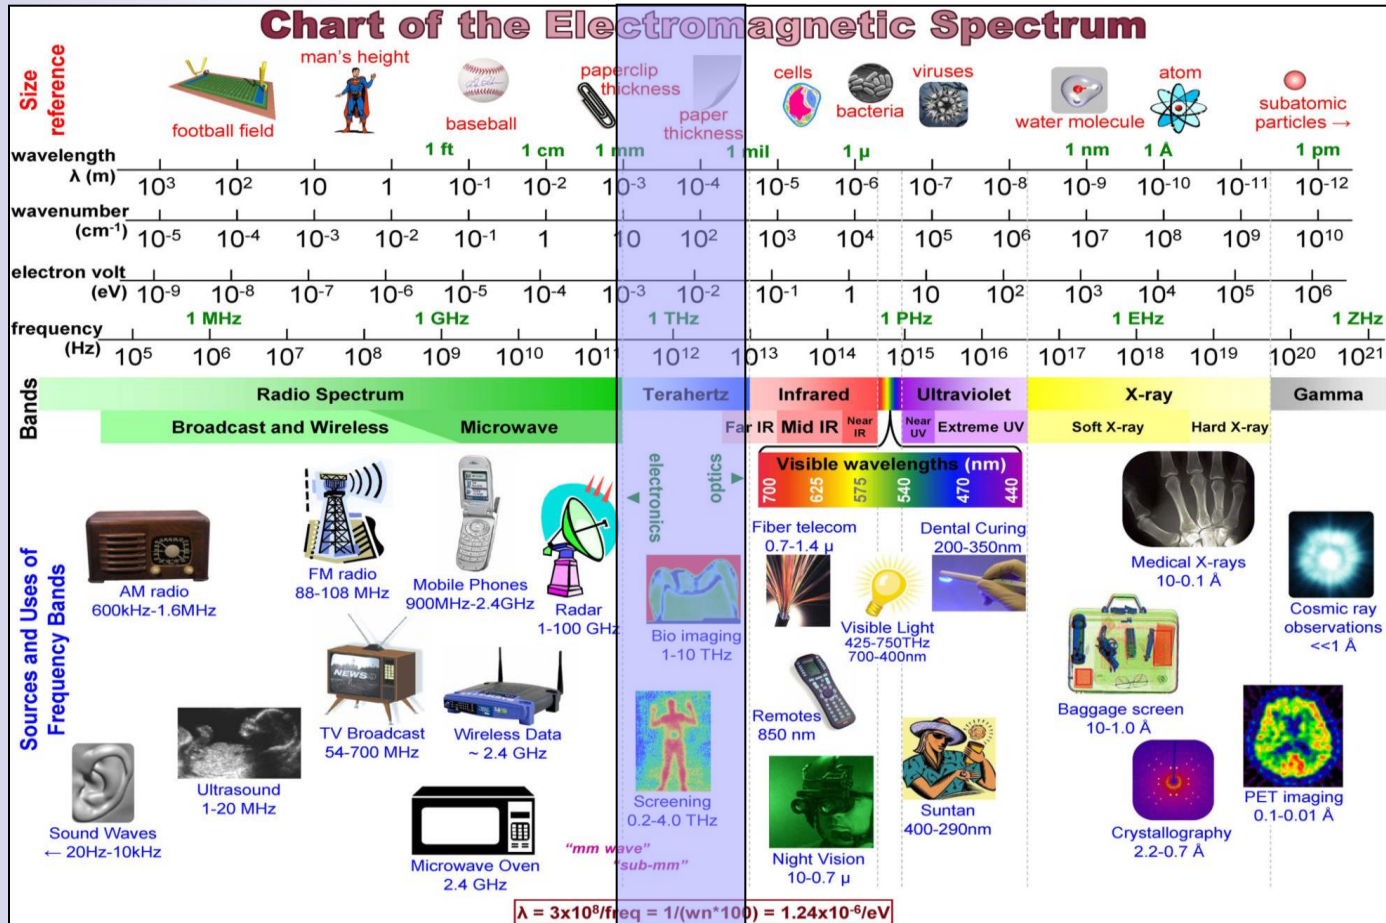 Chart of the Electromagnetic Spectrum
Size reference
football field
man's height
baseball
paperclip thickness
paper thickness
cells
bacteria
viruses
water molecule
atom
subatomic particles →
wavelength λ (m)
1 ft 1 cm 1 mm 1 mil 1 µ 1 nm 1 Å 1 pm
10³ 10² 10 1 10⁻¹ 10⁻² 10⁻³ 10⁻⁴ 10⁻⁵ 10⁻⁶ 10⁻⁷ 10⁻⁸ 10⁻⁹ 10⁻¹⁰ 10⁻¹¹ 10⁻¹²
wavenumber (cm⁻¹)
10⁻⁵ 10⁻⁴ 10⁻³ 10⁻² 10⁻¹ 1 10 10² 10³ 10⁴ 10⁵ 10⁶ 10⁷ 10⁸ 10⁹ 10¹⁰
electron volt (eV)
10⁻⁹ 10⁻⁸ 10⁻⁷ 10⁻⁶ 10⁻⁵ 10⁻⁴ 10⁻³ 10⁻² 10⁻¹ 1 10 10² 10³ 10⁴ 10⁵ 10⁶
frequency (Hz)
1 MHz 1 GHz 1 THz 1 PHz 1 EHz 1 ZHz
10⁵ 10⁶ 10⁷ 10⁸ 10⁹ 10¹⁰ 10¹¹ 10¹² 10¹³ 10¹⁴ 10¹⁵ 10¹⁶ 10¹⁷ 10¹⁸ 10¹⁹ 10²⁰ 10²¹
Bands
Radio Spectrum Terahertz Infrared Ultraviolet X-ray Gamma
Broadcast and Wireless Microwave Far IR Mid IR Near IR Near UV Extreme UV Soft X-ray Hard X-ray
electronics
optics
Visible wavelengths (nm)
700 625 575 540 470 440
Sources and Uses of Frequency Bands
AM radio
600kHz-1.6MHz
FM radio
88-108 MHz
Mobile Phones
900MHz-2.4GHz
Radar
1-100 GHz
Bio imaging
1-10 THz
Fiber telecom
0.7-1.4 µ
Dental Curing
200-350nm
Visible Light
425-750THz
700-400nm
Medical X-rays
10-0.1 Å
Cosmic ray
observations
<<1 Å
NEWS
TV Broadcast
54-700 MHz
Wireless Data
~ 2.4 GHz
Remotes
850 nm
Baggage screen
10-1.0 Å
Ultrasound
1-20 MHz
Screening
0.2-4.0 THz
Suntan
400-290nm
PET imaging
0.1-0.01 Å
Sound Waves
← 20Hz-10kHz
Crystallography
2.2-0.7 Å
Microwave Oven
2.4 GHz
"mm wave"
"sub-mm"
Night Vision
10-0.7 µ
λ = 3x10⁸/freq = 1/(wn*100) = 1.24x10⁻⁶/eV